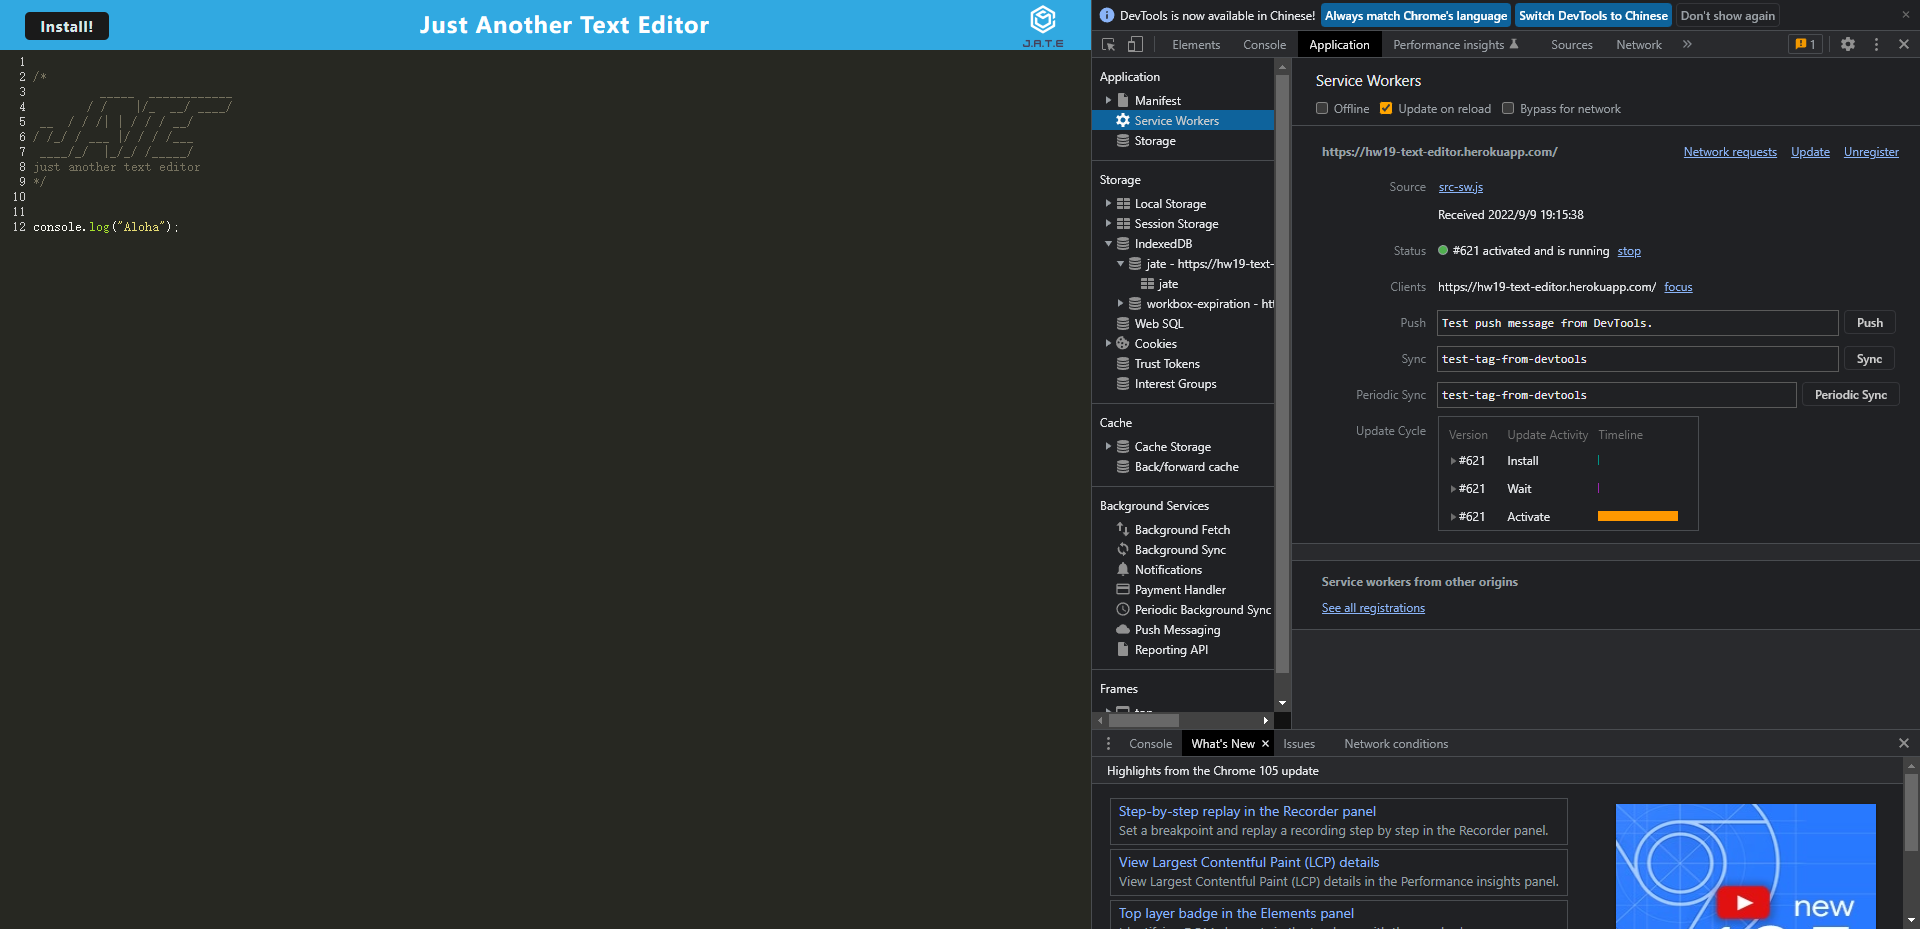 Install!
Just Another Text Editor
J.A.T.E
1
2 /*
3 _____ ____________
4 / / |/_ __/ ____/
5 __ / / /| | / / / __/
6 / /_/ / ___ |/ / / /___
7 ____/_/ |_/_/ /_____/
8 just another text editor
9 */
10
11
12 console.log("Aloha");
DevTools is now available in Chinese! Always match Chrome's language Switch DevTools to Chinese Don't show again
Elements Console Application Performance insights Sources Network 1
Application
Manifest
Service Workers
Storage
Storage
Local Storage
Session Storage
IndexedDB
jate - https://hw19-text-
jate
workbox-expiration - ht
Web SQL
Cookies
Trust Tokens
Interest Groups
Cache
Cache Storage
Back/forward cache
Background Services
Background Fetch
Background Sync
Notifications
Payment Handler
Periodic Background Sync
Push Messaging
Reporting API
Frames
top
Service Workers
Offline Update on reload Bypass for network
https://hw19-text-editor.herokuapp.com/ Network requests Update Unregister
Source src-sw.js
Received 2022/9/9 19:15:38
Status #621 activated and is running stop
Clients https://hw19-text-editor.herokuapp.com/ focus
Push Test push message from DevTools. Push
Sync test-tag-from-devtools Sync
Periodic Sync test-tag-from-devtools Periodic Sync
Update Cycle Version Update Activity Timeline
#621 Install
#621 Wait
#621 Activate
Service workers from other origins
See all registrations
Console What's New Issues Network conditions
Highlights from the Chrome 105 update
Step-by-step replay in the Recorder panel
Set a breakpoint and replay a recording step by step in the Recorder panel.
View Largest Contentful Paint (LCP) details
View Largest Contentful Paint (LCP) details in the Performance insights panel.
Top layer badge in the Elements panel
new